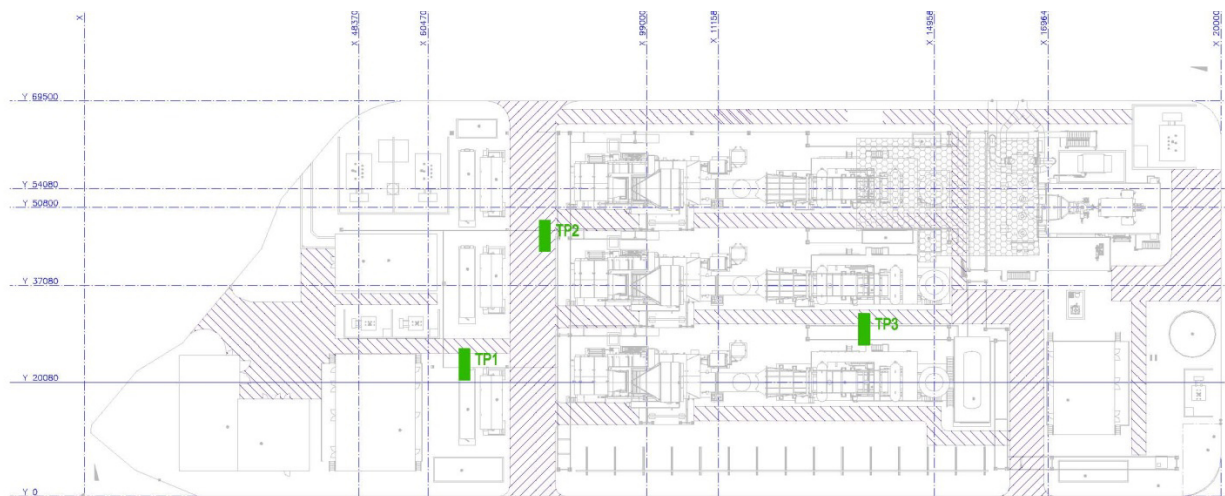 X
X 48370
X 60470
X 99000
X 11158
X 14958
X 16964
X 20000
Y 69500
Y 54080
Y 50800
TP2
Y 37080
TP3
TP1
Y 20080
Y 0